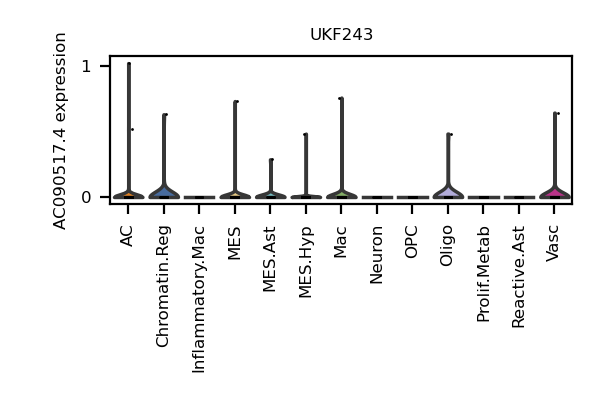 UKF243
AC090517.4 expression
1
0
AC
Chromatin.Reg
Inflammatory.Mac
MES
MES.Ast
MES.Hyp
Mac
Neuron
OPC
Oligo
Prolif.Metab
Reactive.Ast
Vasc